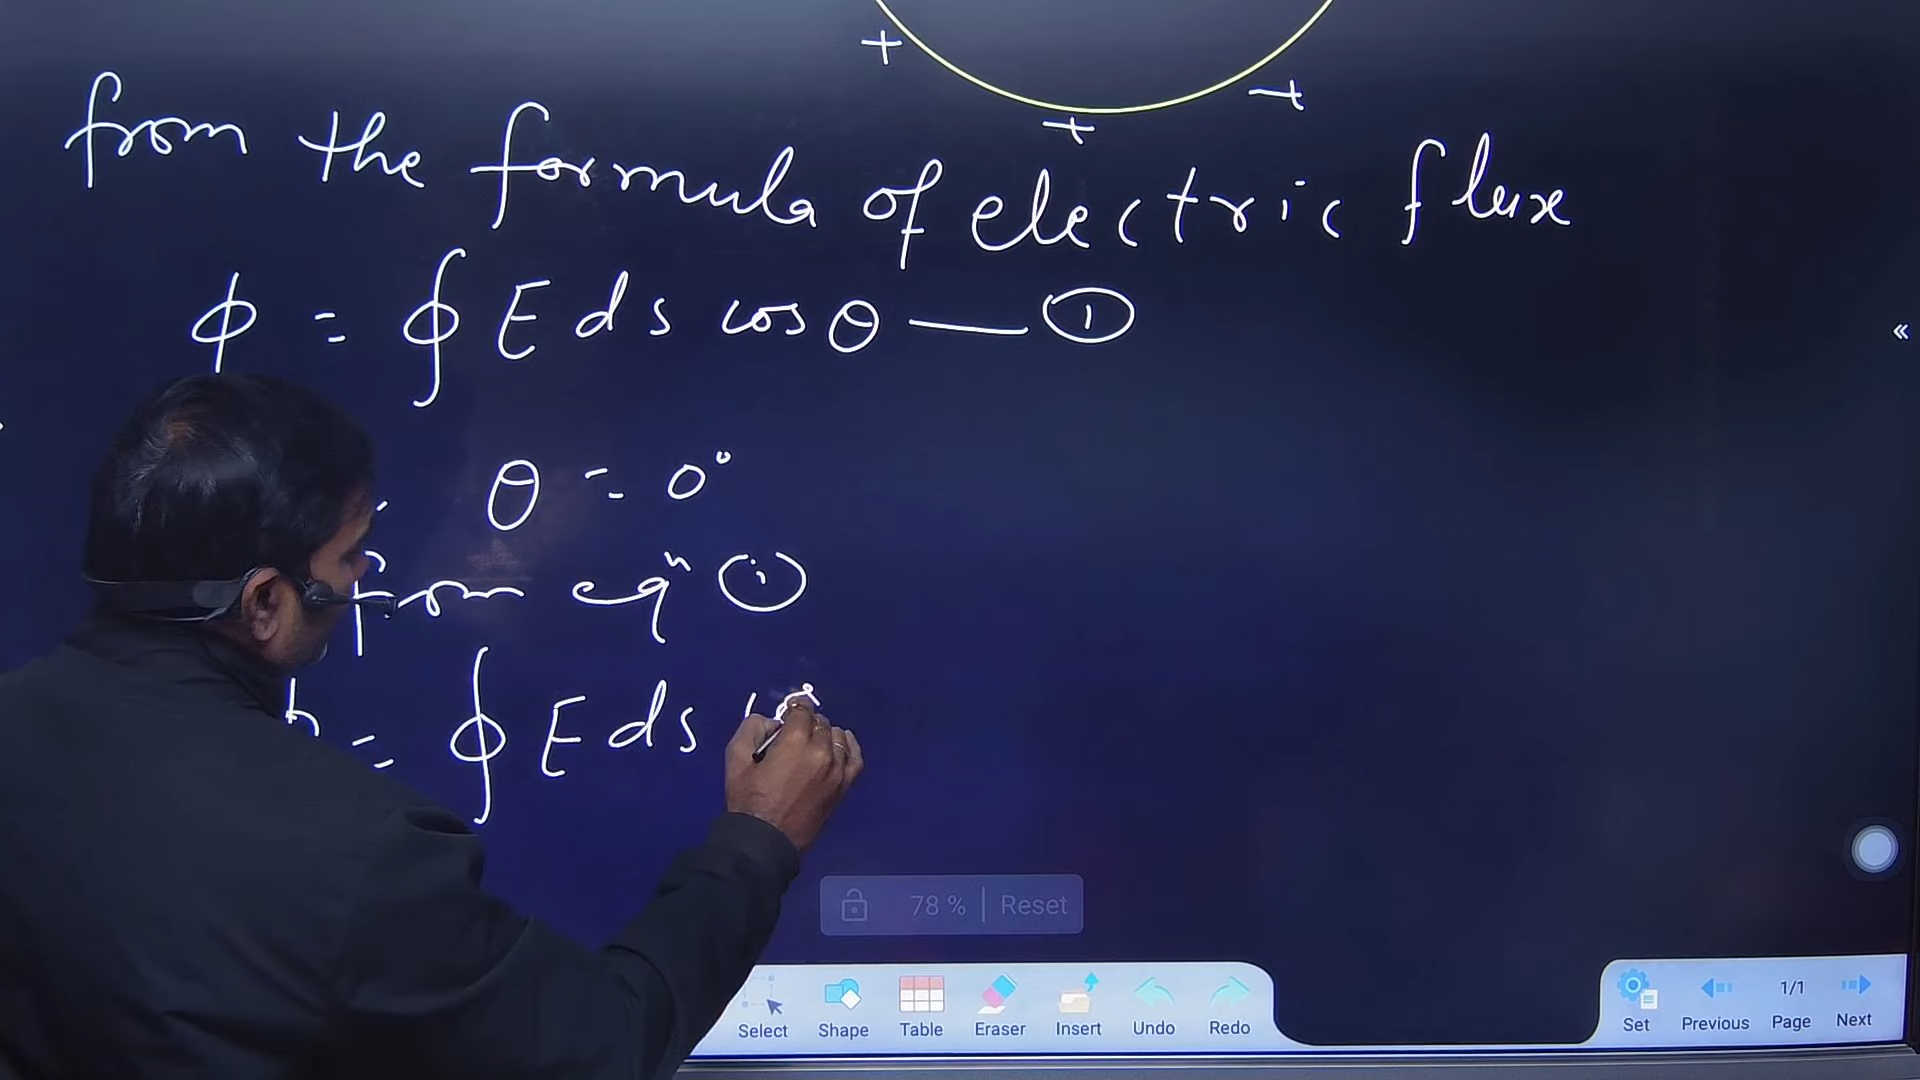 +
+ +
from the formula of electric flux
ϕ = ∮ E ds cos θ — ①
θ = 0°
from eqⁿ ①
= ∮ E ds
78 % | Reset
Select Shape Table Eraser Insert Undo Redo
Set Previous 1/1 Page Next